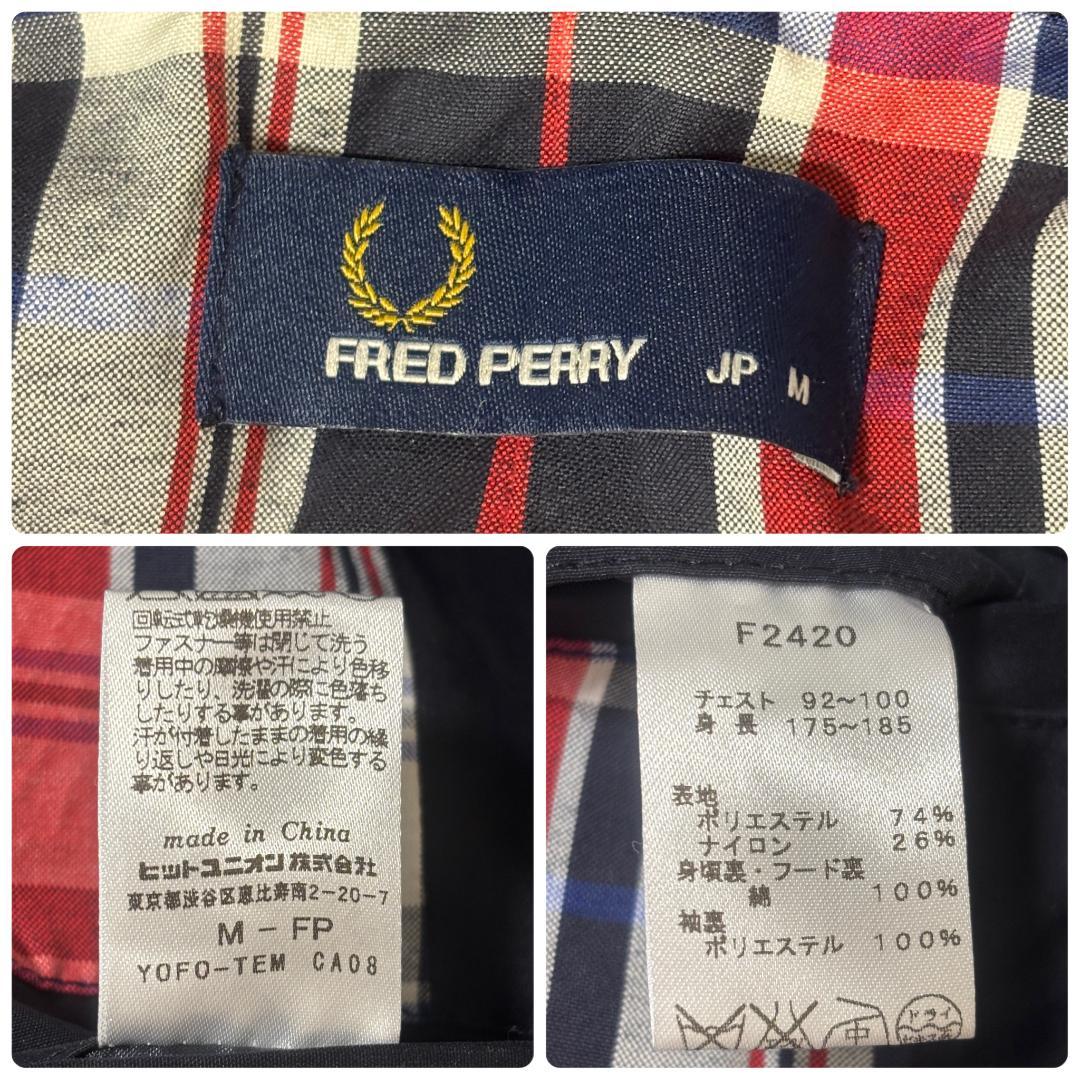 FRED PERRY JP M
回転式乾燥機使用禁止
ファスナー等は閉じて洗う
着用中の摩擦や汗により色移
りしたり、洗濯の際に色落ち
したりする事があります。
汗が付着したままの着用の繰
り返しや日光により変色する
事があります。
made in China
ヒットユニオン株式会社
東京都渋谷区恵比寿南2-20-7
M - FP
YOFO-TEM CA08
F2420
チェスト 92~100
身長 175~185
表地
ポリエステル 74%
ナイロン 26%
身頃裏・フード裏
綿 100%
袖裏
ポリエステル 100%
中 ドライ